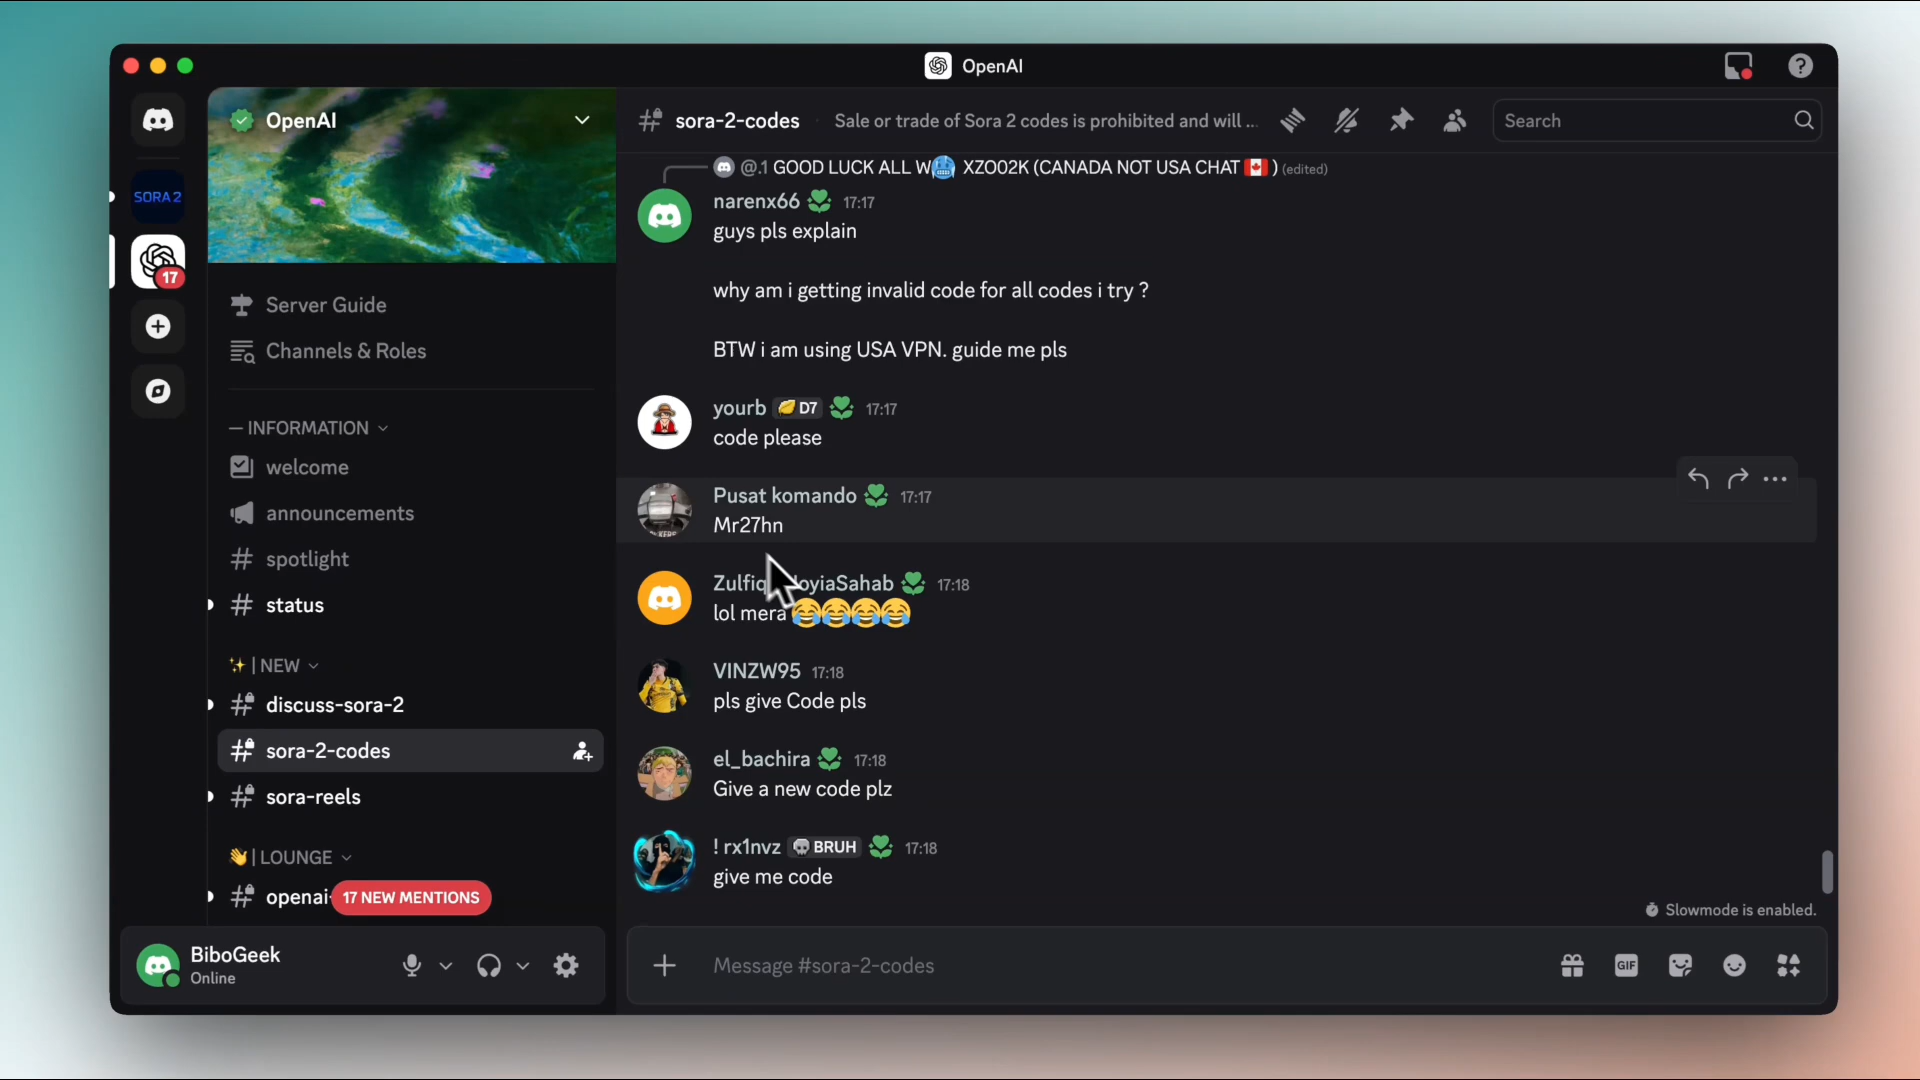 OpenAI
SORA 2
17
OpenAI
Server Guide
Channels & Roles
— INFORMATION
welcome
announcements
spotlight
status
✨ | NEW
discuss-sora-2
sora-2-codes
sora-reels
👋 | LOUNGE
openai-
17 NEW MENTIONS
BiboGeek
Online
sora-2-codes
Sale or trade of Sora 2 codes is prohibited and will ...
Search
@.1 GOOD LUCK ALL W🥶 XZO02K (CANADA NOT USA CHAT 🇨🇦 ) (edited)
narenx66 17:17
guys pls explain
why am i getting invalid code for all codes i try ?
BTW i am using USA VPN. guide me pls
yourb D7 17:17
code please
Pusat komando 17:17
Mr27hn
17:18
lol mera 😂😂😂😂
VINZW95 17:18
pls give Code pls
el_bachira 17:18
Give a new code plz
! rx1nvz BRUH 17:18
give me code
Slowmode is enabled.
Message #sora-2-codes
GIF